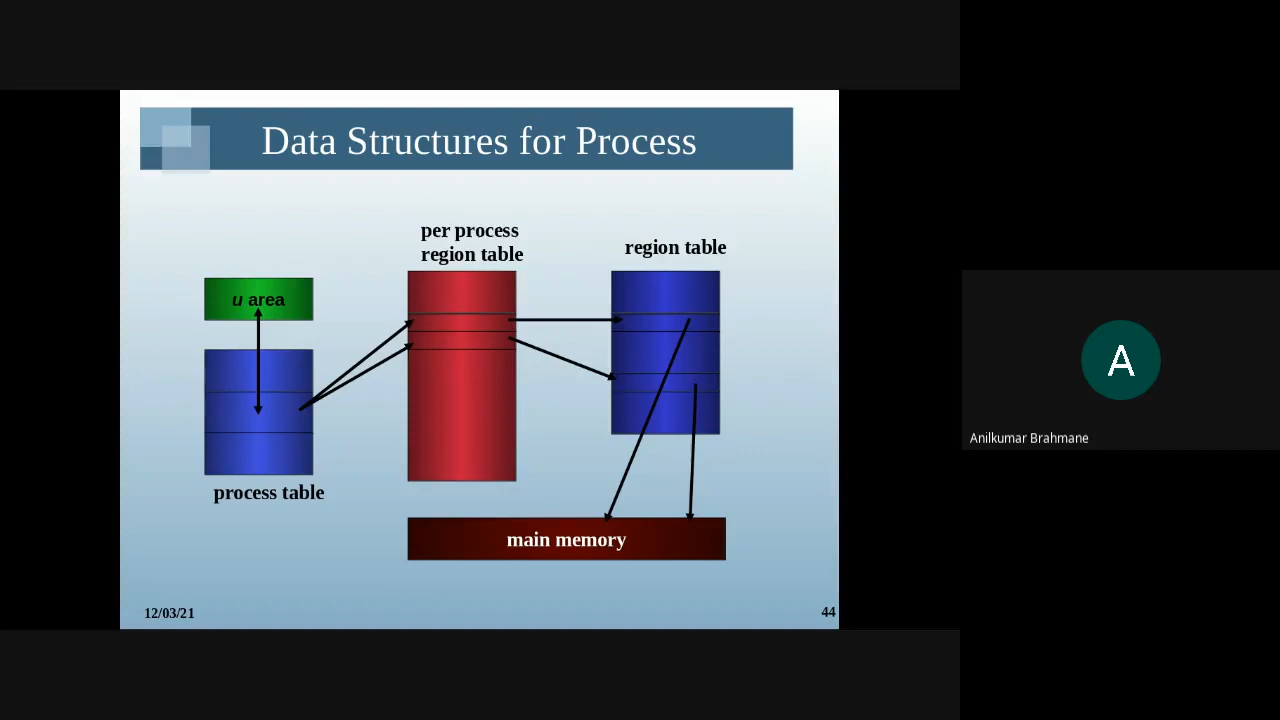 Data Structures for Process
per process
region table
region table
u area
process table
main memory
12/03/21
44
A
Anilkumar Brahmane